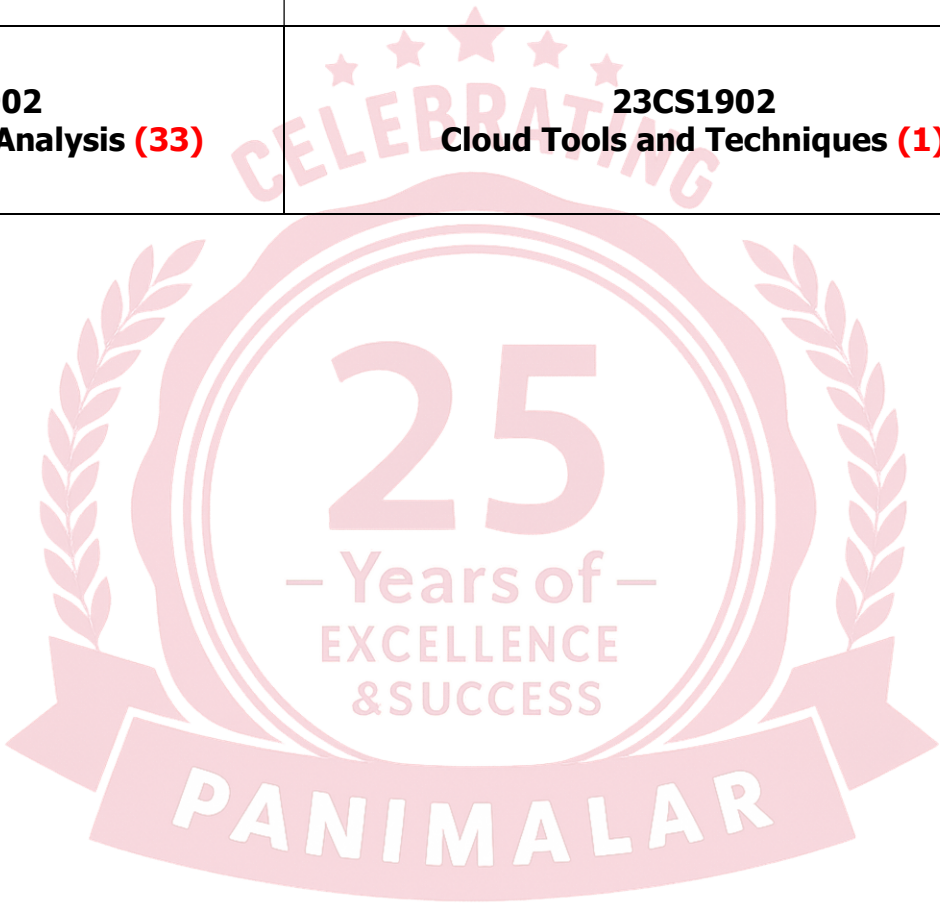 02
Analysis (33)
23CS1902
Cloud Tools and Techniques (1)
CELEBRATING
25
– Years of –
EXCELLENCE
&SUCCESS
PANIMALAR